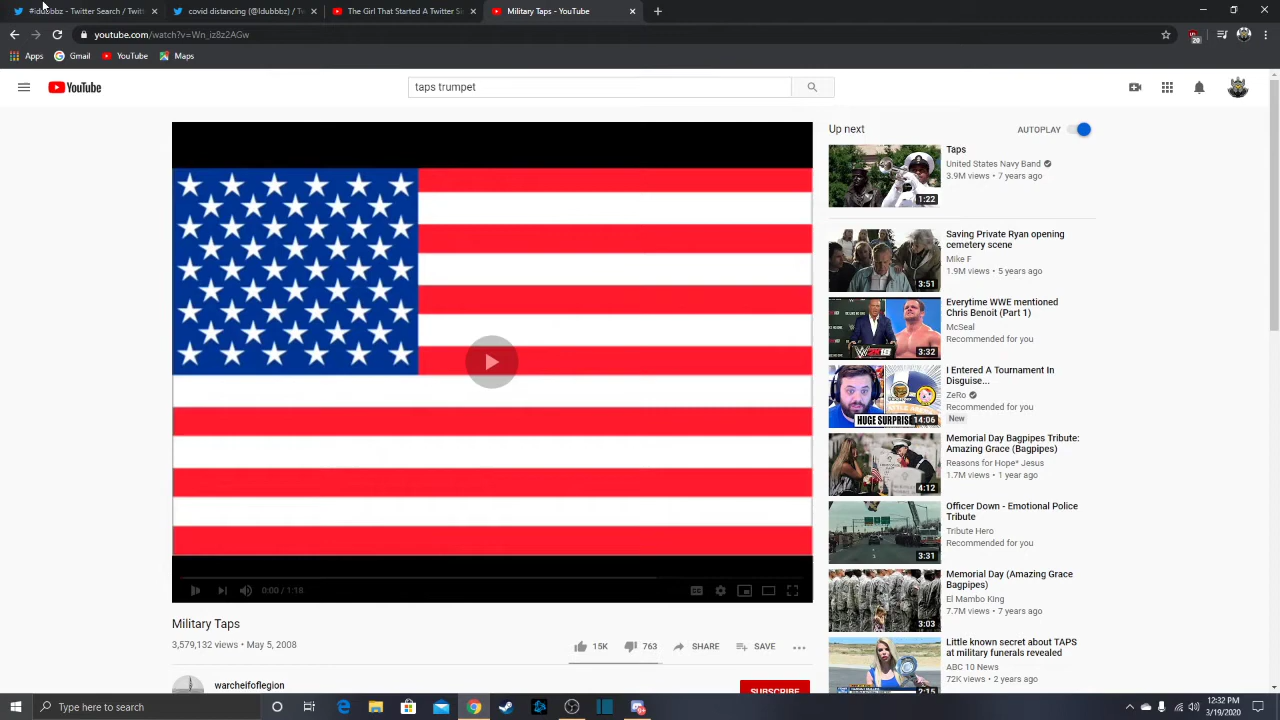 #idubbbz - Twitter Search / Twitt
covid distancing (@Idubbbz) / Tw
The Girl That Started A Twitter S
Military Taps - YouTube
youtube.com/watch?v=Wn_iz8z2AGw
20
Apps
Gmail
YouTube
Maps
YouTube
taps trumpet
Up next
AUTOPLAY
Taps
United States Navy Band
3.9M views • 7 years ago
1:22
Saving Private Ryan opening
cemetery scene
Mike F
1.9M views • 5 years ago
3:51
Everytime WWE mentioned
Chris Benoit (Part 1)
McSeal
Recommended for you
3:32
I Entered A Tournament In
Disguise...
ZeRo
Recommended for you
New
HUGE SURPRIS
14:06
Memorial Day Bagpipes Tribute:
Amazing Grace (Bagpipes)
Reasons for Hope* Jesus
1.7M views • 1 year ago
4:12
Officer Down - Emotional Police
Tribute
Tribute Hero
Recommended for you
3:31
Memorial Day (Amazing Grace
Bagpipes)
El Mambo King
7.7M views • 7 years ago
3:03
Little known secret about TAPS
at military funerals revealed
ABC 10 News
72K views • 2 years ago
2:15
0:00 / 1:18
Military Taps
3,579,132 views • May 5, 2008
15K
763
SHARE
SAVE
warcheifoflegion
SUBSCRIBE
Type here to search
12:32 PM
3/19/2020